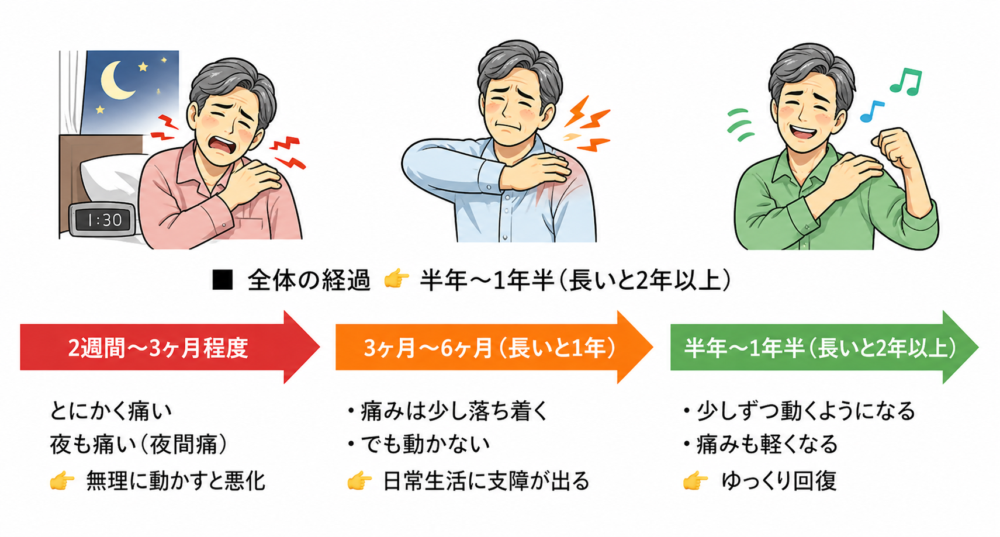 1:30
■ 全体の経過 👉 半年～1年半（長いと2年以上）
2週間～3ヶ月程度
とにかく痛い
夜も痛い（夜間痛）
👉 無理に動かすと悪化
3ヶ月～6ヶ月（長いと1年）
・痛みは少し落ち着く
・でも動かない
👉 日常生活に支障が出る
半年～1年半（長いと2年以上）
・少しずつ動くようになる
・痛みも軽くなる
👉 ゆっくり回復